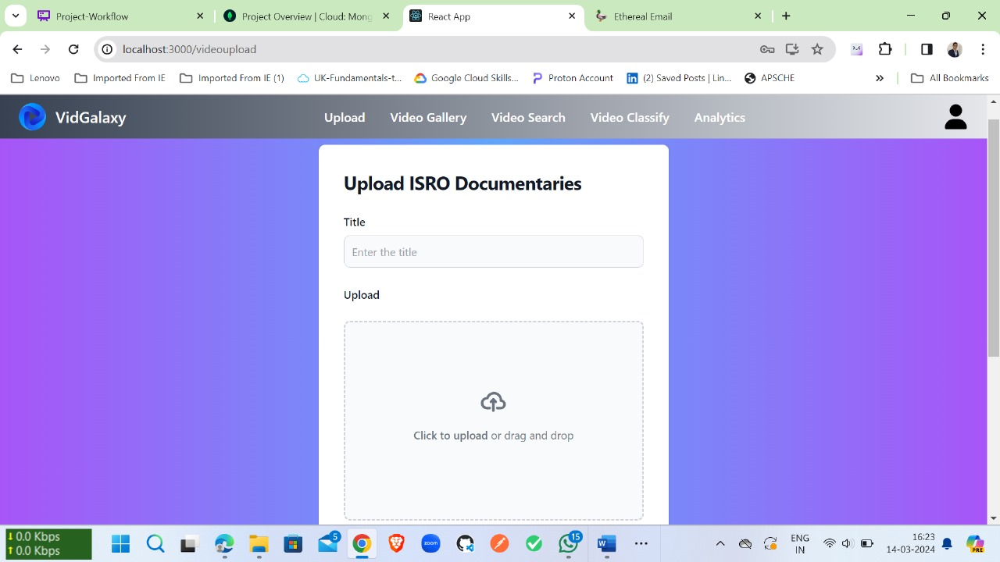 Project-Workflow
Project Overview | Cloud: Mong
React App
Ethereal Email
localhost:3000/videoupload
Lenovo
Imported From IE
Imported From IE (1)
UK-Fundamentals-t...
Google Cloud Skills...
Proton Account
(2) Saved Posts | Lin...
APSCHE
All Bookmarks
VidGalaxy
Upload
Video Gallery
Video Search
Video Classify
Analytics
Upload ISRO Documentaries
Title
Enter the title
Upload
Click to upload or drag and drop
0.0 Kbps
0.0 Kbps
5
zoom
15
ENG
IN
16:23
14-03-2024
PRE